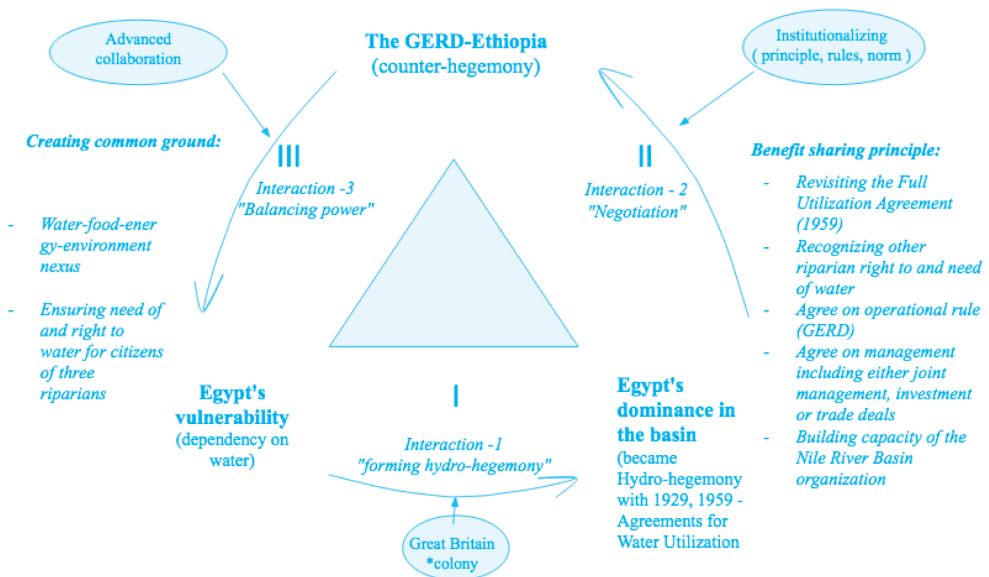 Advanced
collaboration
The GERD-Ethiopia
(counter-hegemony)
Institutionalizing
( principle, rules, norm )
Creating common ground:
- Water-food-ener
gy-environment
nexus
- Ensuring need of
and right to
water for citizens
of three
riparians
III
Interaction -3
"Balancing power"
II
Interaction - 2
"Negotiation"
Benefit sharing principle:
- Revisiting the Full
Utilization Agreement
(1959)
- Recognizing other
riparian right to and need
of water
- Agree on operational rule
(GERD)
- Agree on management
including either joint
management, investment
or trade deals
- Building capacity of the
Nile River Basin
organization
Egypt's
vulnerability
(dependency on
water)
I
Interaction -1
"forming hydro-hegemony"
Egypt's
dominance in
the basin
(became
Hydro-hegemony
with 1929, 1959 -
Agreements for
Water Utilization
Great Britain
*colony